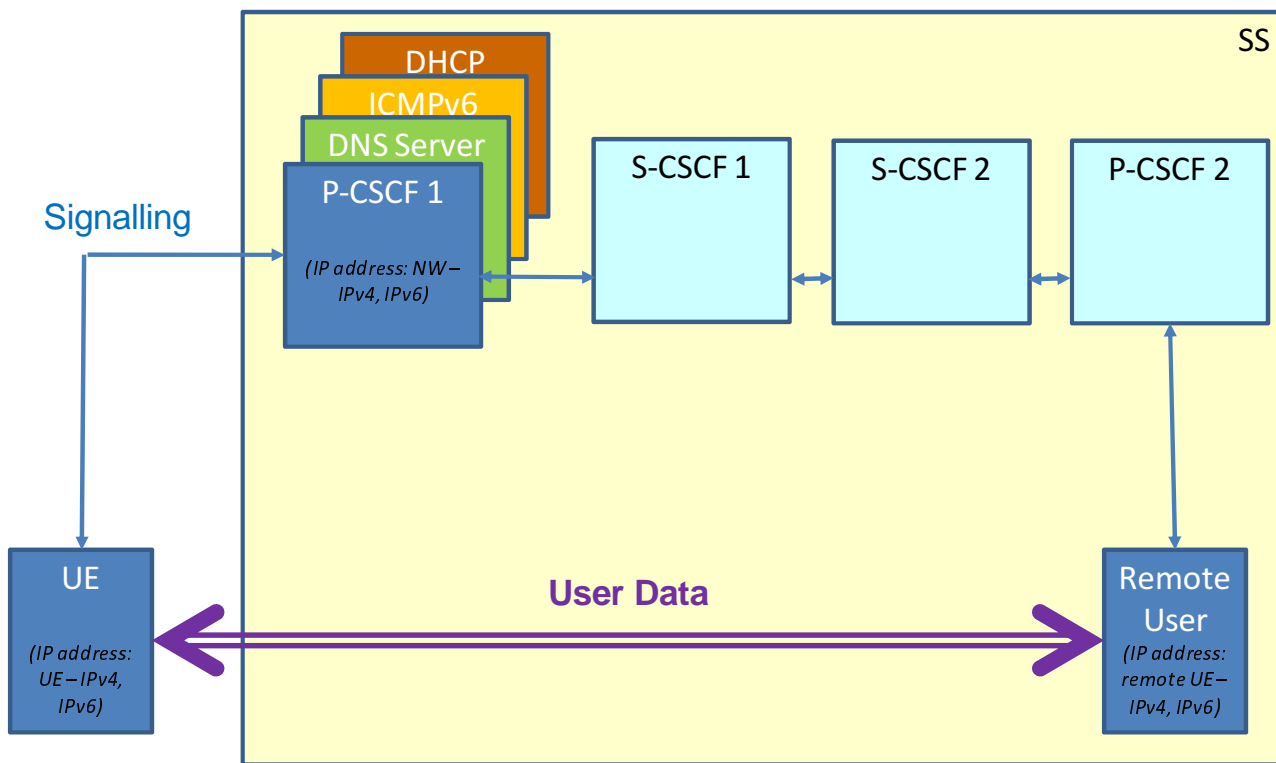 SS
DHCP
ICMPv6
DNS Server
P-CSCF 1
(IP address: NW–
IPv4, IPv6)
S-CSCF 1
S-CSCF 2
P-CSCF 2
Signalling
UE
(IP address:
UE–IPv4,
IPv6)
User Data
Remote
User
(IP address:
remote UE–
IPv4, IPv6)